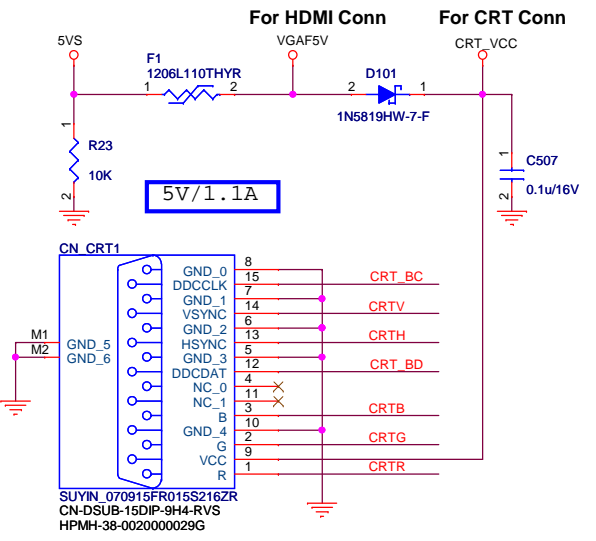 For HDMI Conn For CRT Conn
5VS VGAF5V CRT_VCC
F1
1206L110THYR
1 2
D101
2 1
1N5819HW-7-F
1
R23
10K
2
5V/1.1A
1
C507
0.1u/16V
2
CN_CRT1
GND_0 8
DDCCLK 15 CRT_BC
GND_1 7
VSYNC 14 CRTV
GND_2 6
HSYNC 13 CRTH
M1 GND_5 GND_3 5
M2 GND_6 DDCDAT 12 CRT_BD
NC_0 4
NC_1 11
B 3 CRTB
GND_4 10
G 2 CRTG
VCC 9
R 1 CRTR
SUYIN_070915FR015S216ZR
CN-DSUB-15DIP-9H4-RVS
HPMH-38-0020000029G